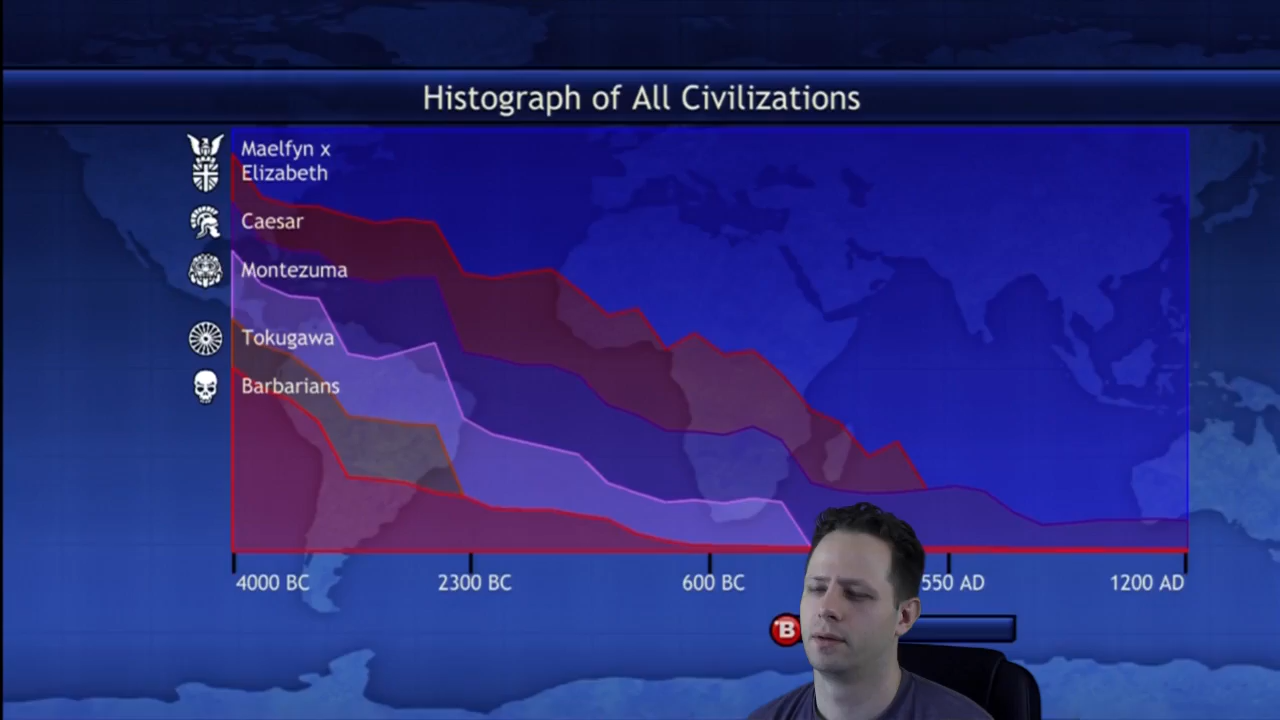 Histograph of All Civilizations
Maelfyn x
Elizabeth
Caesar
Montezuma
Tokugawa
Barbarians
4000 BC
2300 BC
600 BC
550 AD
1200 AD
B